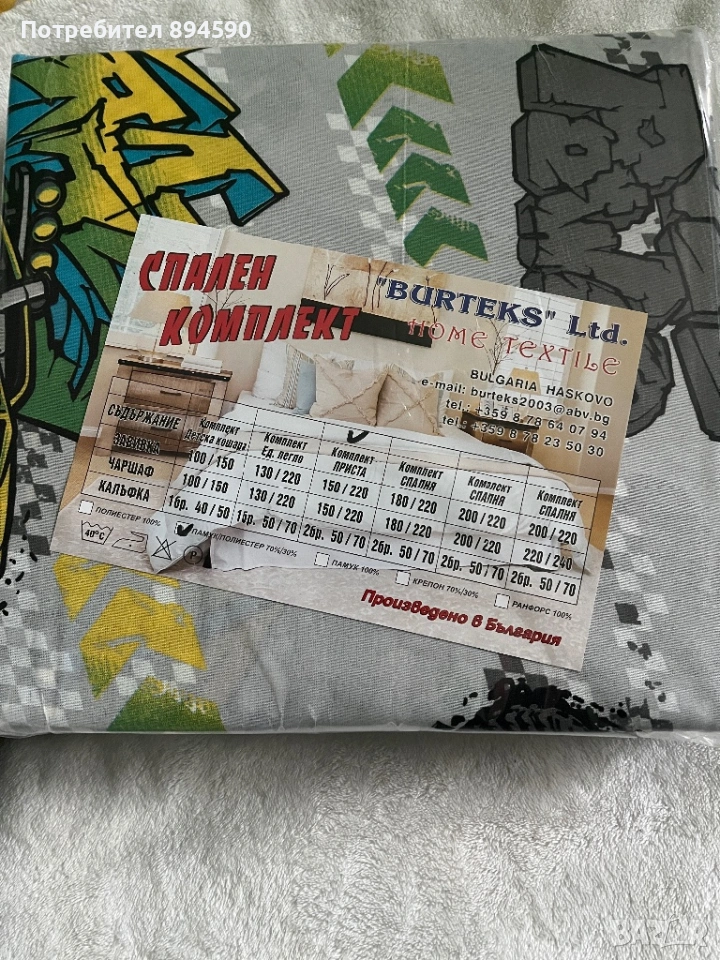 Потребител 894590
СПАЛЕН
КОМПЛЕКТ
"BURTEKS" Ltd.
HOME TEXTILE
BULGARIA HASKOVO
e-mail: burteks2003@abv.bg
tel.: +359 8 78 64 07 94
tel.: +359 8 78 23 50 30
СЪДЪРЖАНИЕ Комплект Детска кошара Комплект Ед. легло Комплект ПРИСТА Комплект СПАЛНЯ Комплект СПАЛНЯ Комплект СПАЛНЯ
ЗАВИВКА 100 / 150 130 / 220 150 / 220 180 / 220 200 / 220 200 / 220
ЧАРШАФ 100 / 150 130 / 220 150 / 220 180 / 220 200 / 220 220 / 240
КАЛЪФКА 1бр. 40 / 50 1бр. 50 / 70 2бр. 50 / 70 2бр. 50 / 70 2бр. 50 / 70 2бр. 50 / 70
ПОЛИЕСТЕР 100% ПАМУК/ПОЛИЕСТЕР 70%/30% ПАМУК 100% КРЕПОН 70%/30% РАНФОРС 100%
40°C P
Произведено в България
BAZAR